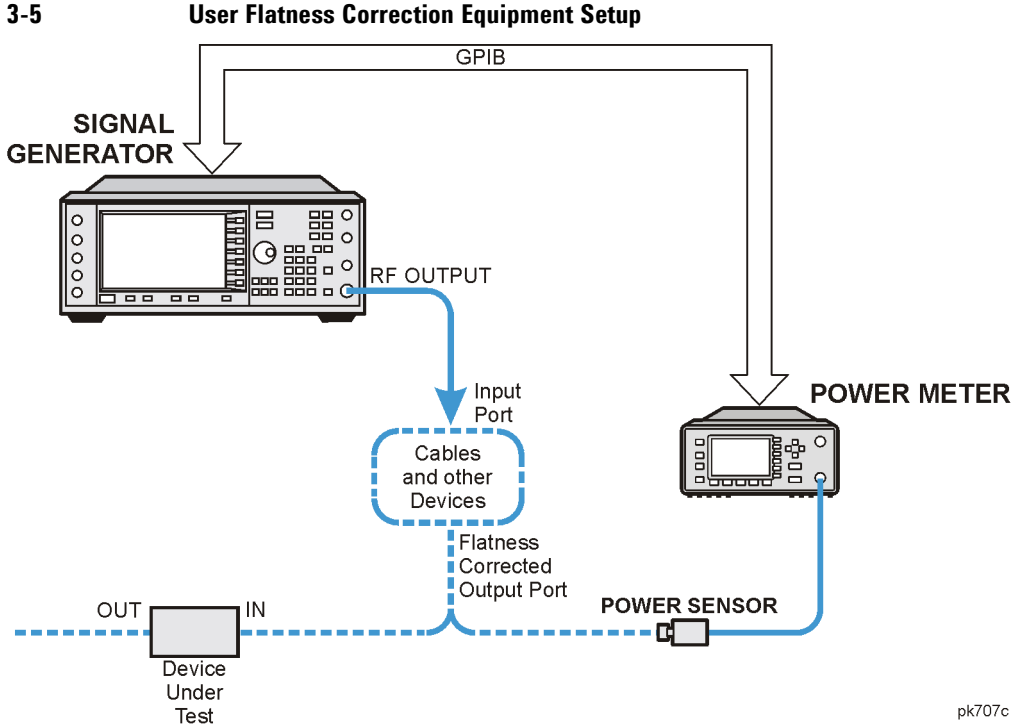 3-5 User Flatness Correction Equipment Setup
GPIB
SIGNAL
GENERATOR
RF OUTPUT
Input
Port
POWER METER
Cables
and other
Devices
Flatness
Corrected
Output Port
POWER SENSOR
OUT
IN
Device
Under
Test
pk707c